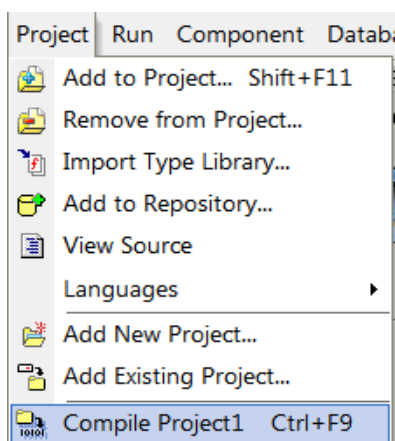 Project Run Component Datab
Add to Project... Shift+F11
Remove from Project...
Import Type Library...
Add to Repository...
View Source
Languages
Add New Project...
Add Existing Project...
Compile Project1 Ctrl+F9